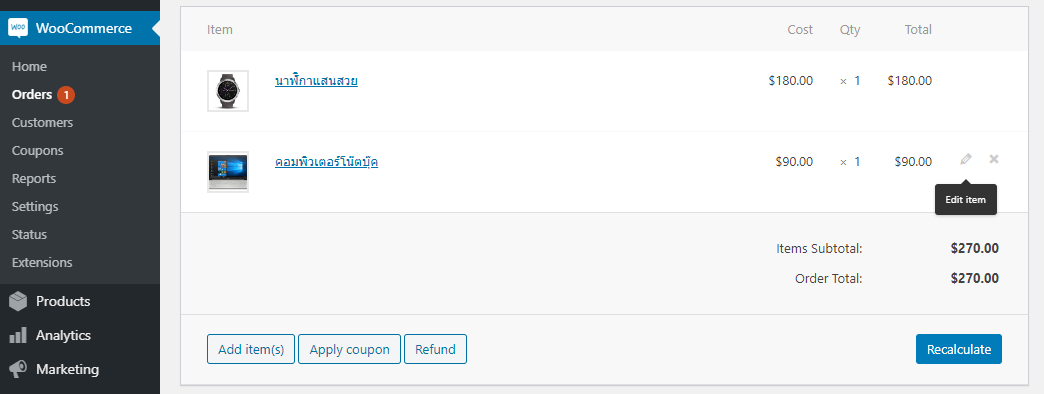 WOO
WooCommerce
Home
Orders 1
Customers
Coupons
Reports
Settings
Status
Extensions
Products
Analytics
Marketing
Item Cost Qty Total
นาฬิกาแสนสวย $180.00 × 1 $180.00
คอมพิวเตอร์โน๊ตบุ๊ค $90.00 × 1 $90.00
Edit item
Items Subtotal: $270.00
Order Total: $270.00
Add item(s) Apply coupon Refund Recalculate